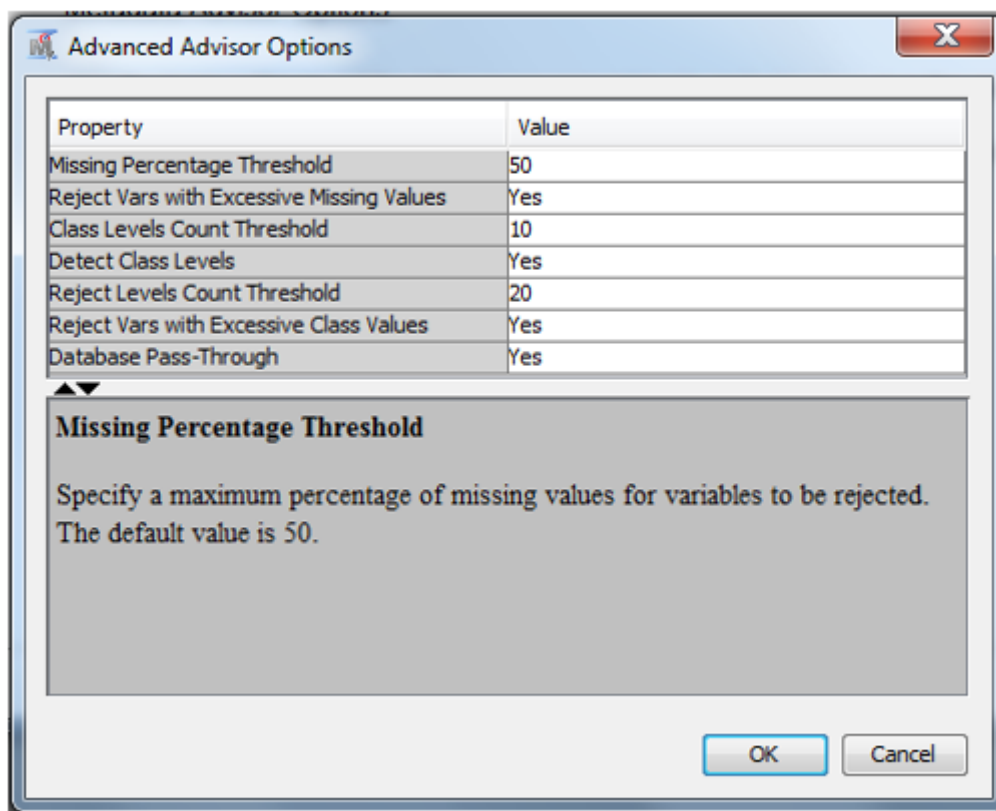 Metadata Advisor Options
Advanced Advisor Options
Property Value
Missing Percentage Threshold 50
Reject Vars with Excessive Missing Values Yes
Class Levels Count Threshold 10
Detect Class Levels Yes
Reject Levels Count Threshold 20
Reject Vars with Excessive Class Values Yes
Database Pass-Through Yes
Missing Percentage Threshold
Specify a maximum percentage of missing values for variables to be rejected.
The default value is 50.
OK Cancel